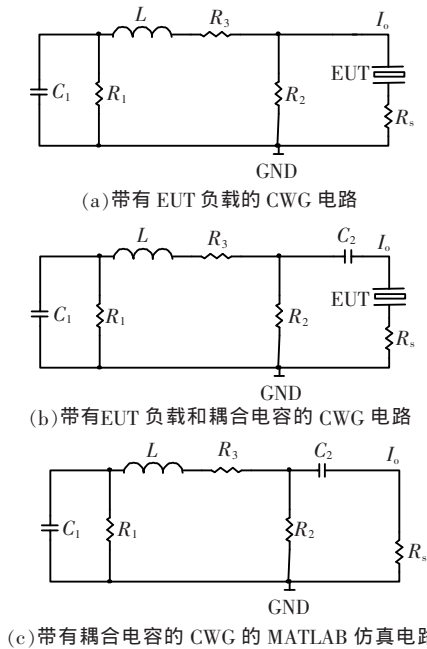 L R3 Io
C1 R1 R2 EUT
Rs
GND
(a)带有 EUT 负载的 CWG 电路
L R3 C2 Io
C1 R1 R2 EUT
Rs
GND
(b)带有EUT 负载和耦合电容的 CWG 电路
L R3 C2 Io
C1 R1 R2 Rs
GND
(c)带有耦合电容的 CWG 的 MATLAB 仿真电路